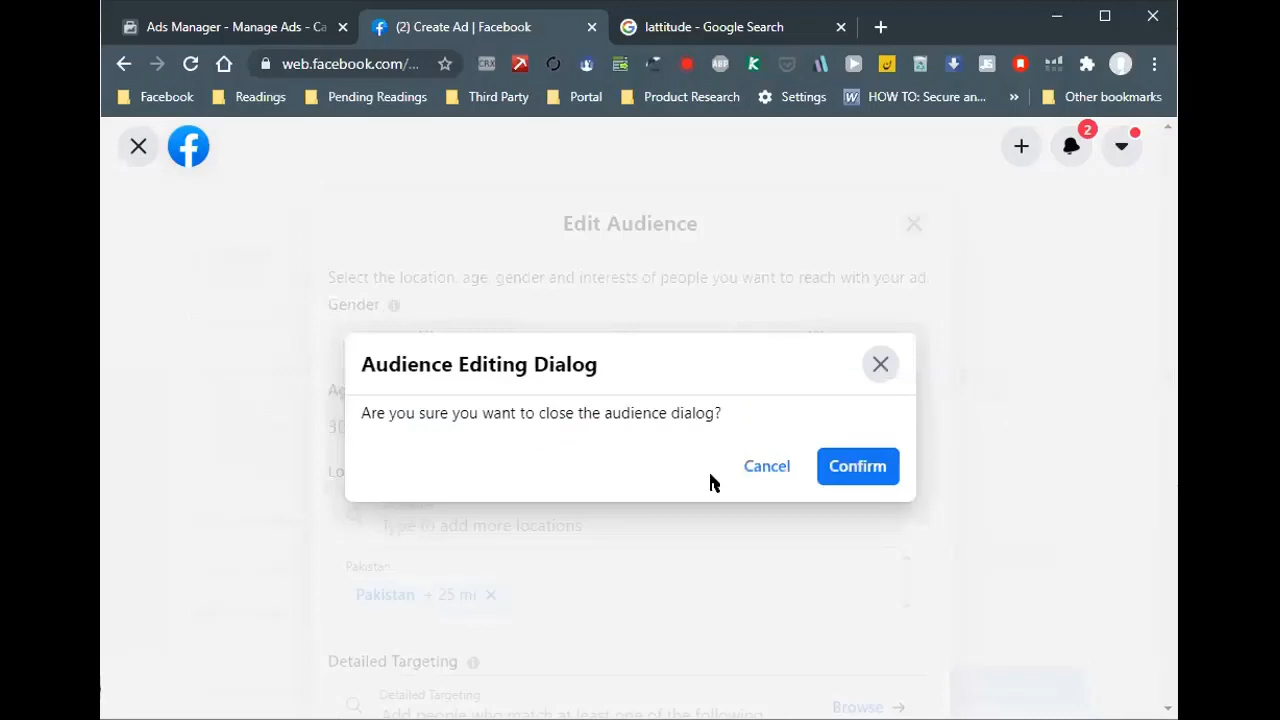 Ads Manager - Manage Ads - Ca
(2) Create Ad | Facebook
lattitude - Google Search
web.facebook.com/...
CRX
ABP
JS
Facebook
Readings
Pending Readings
Third Party
Portal
Product Research
Settings
HOW TO: Secure an...
»
Other bookmarks
2
Edit Audience
Select the location, age, gender and interests of people you want to reach with your ad
Gender
Audience Editing Dialog
Are you sure you want to close the audience dialog?
Cancel
Confirm
Type to add more locations
Pakistan
Pakistan + 25 mi
Detailed Targeting
Detailed Targeting
Add people who match at least one of the following
Browse